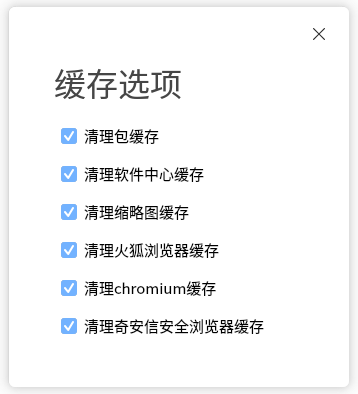 缓存选项
清理包缓存
清理软件中心缓存
清理缩略图缓存
清理火狐浏览器缓存
清理chromium缓存
清理奇安信安全浏览器缓存